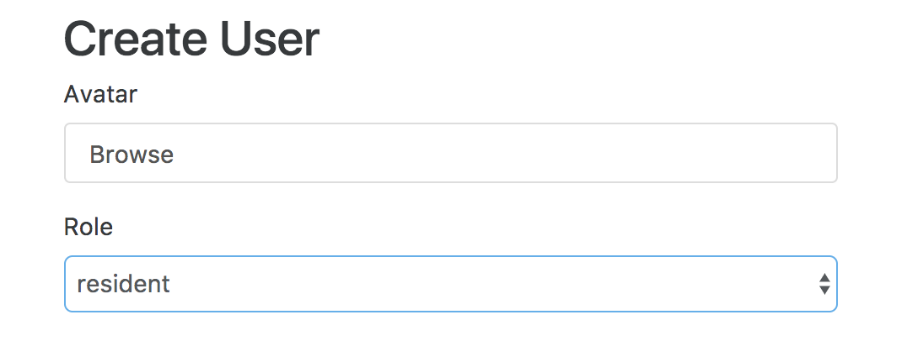 Create User
Avatar
Browse
Role
resident